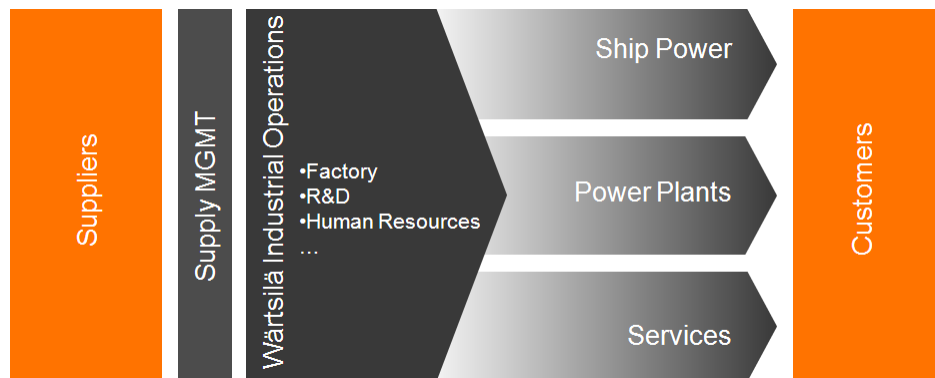 Suppliers
Supply MGMT
Wärtsilä Industrial Operations
•Factory
•R&D
•Human Resources
...
Ship Power
Power Plants
Services
Customers